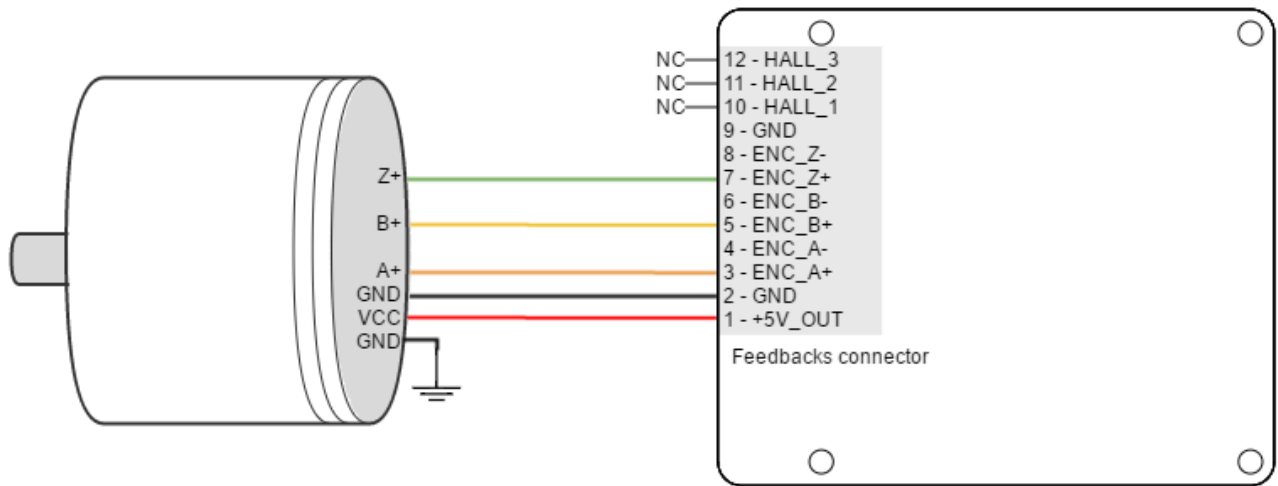 NC 12 - HALL_3
NC 11 - HALL_2
NC 10 - HALL_1
9 - GND
8 - ENC_Z-
Z+ 7 - ENC_Z+
6 - ENC_B-
B+ 5 - ENC_B+
4 - ENC_A-
A+ 3 - ENC_A+
GND 2 - GND
VCC 1 - +5V_OUT
GND
Feedbacks connector